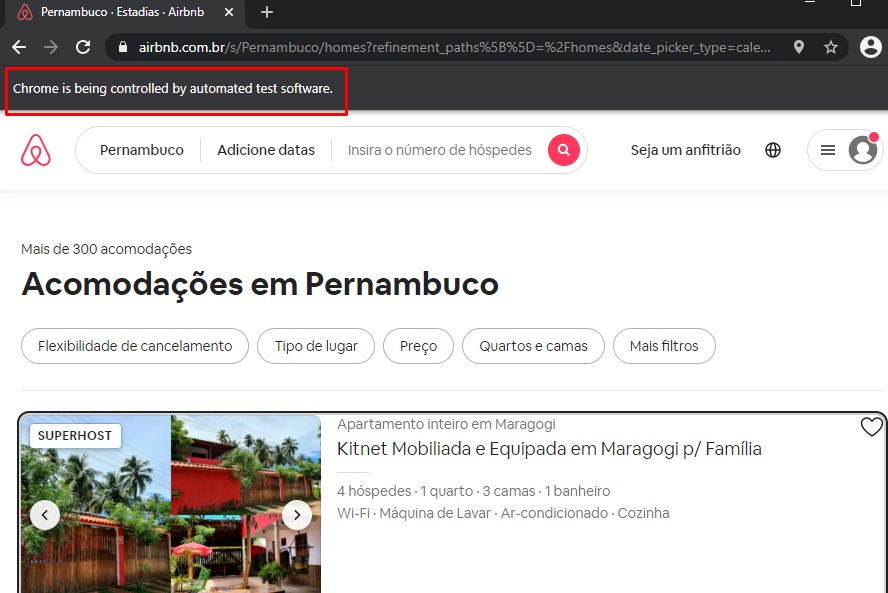 Pernambuco · Estadias · Airbnb
airbnb.com.br/s/Pernambuco/homes?refinement_paths%5B%5D=%2Fhomes&date_picker_type=cale...
Chrome is being controlled by automated test software.
Pernambuco Adicione datas Insira o número de hóspedes Seja um anfitrião
Mais de 300 acomodações
Acomodações em Pernambuco
Flexibilidade de cancelamento Tipo de lugar Preço Quartos e camas Mais filtros
SUPERHOST
Apartamento inteiro em Maragogi
Kitnet Mobiliada e Equipada em Maragogi p/ Família
4 hóspedes · 1 quarto · 3 camas · 1 banheiro
Wi-Fi · Máquina de Lavar · Ar-condicionado · Cozinha